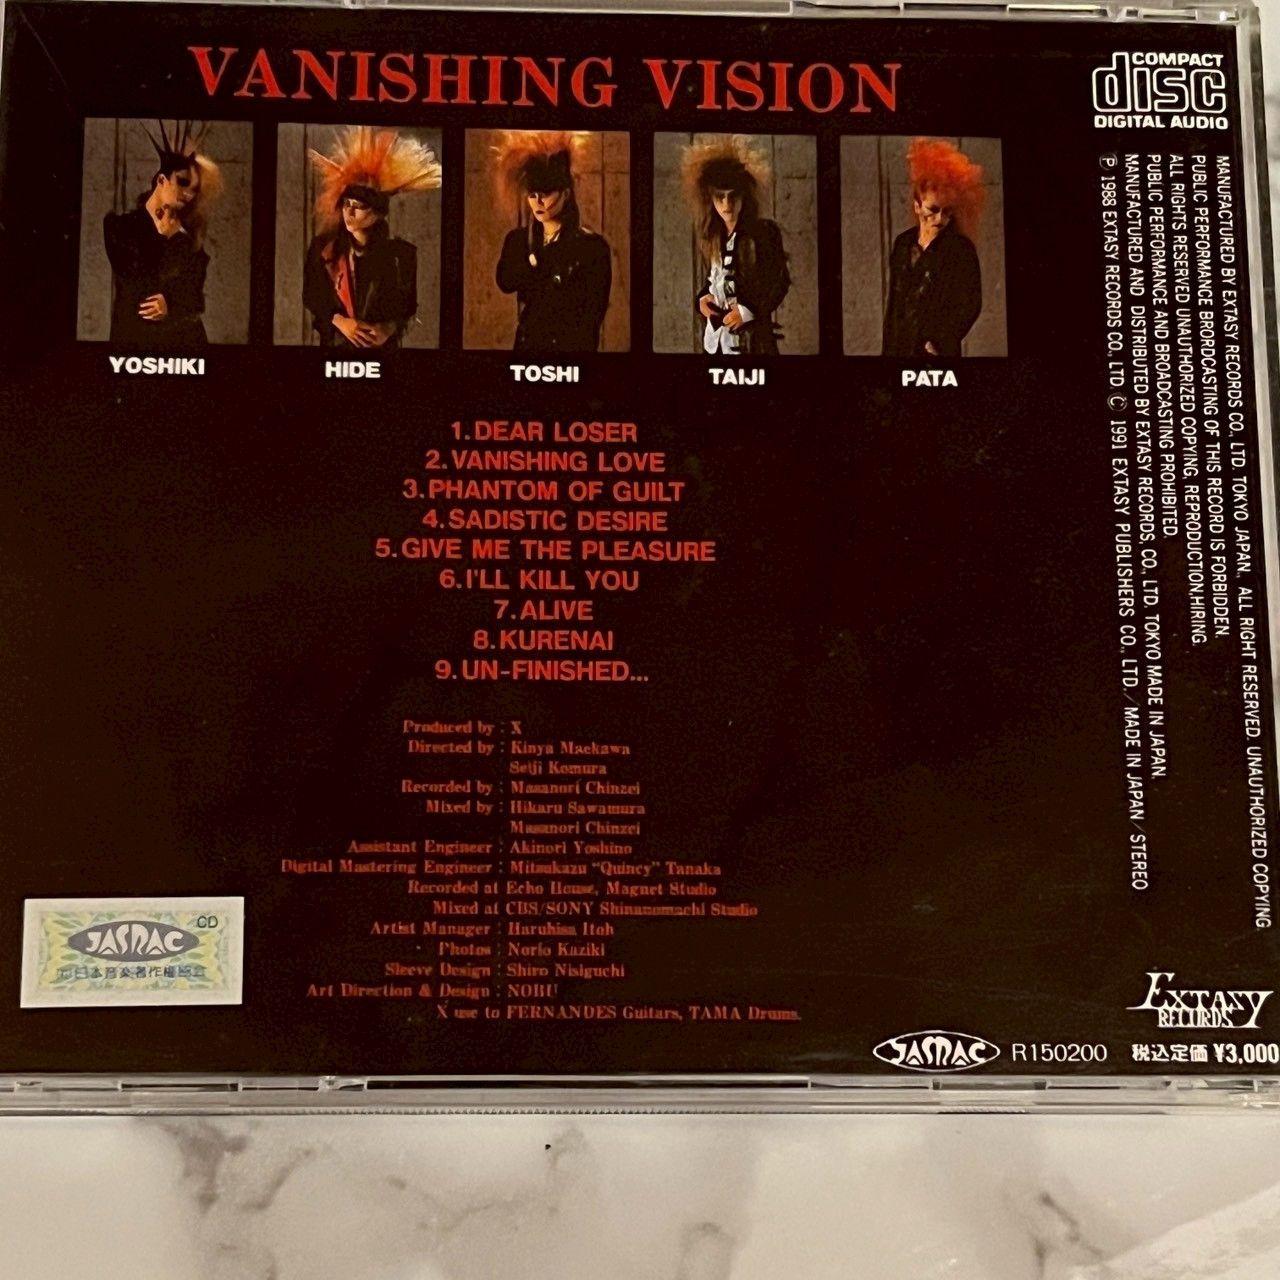 VANISHING VISION
COMPACT
disc
DIGITAL AUDIO
YOSHIKI
HIDE
TOSHI
TAIJI
PATA
1.DEAR LOSER
2.VANISHING LOVE
3.PHANTOM OF GUILT
4.SADISTIC DESIRE
5.GIVE ME THE PLEASURE
6.I'LL KILL YOU
7.ALIVE
8.KURENAI
9.UN-FINISHED...
Produced by : X
Directed by : Kinya Maekawa
Seiji Komura
Recorded by : Masanori Chinzei
Mixed by : Hikaru Sawamura
Masanori Chinzei
Assistant Engineer : Akinori Yoshino
Digital Mastering Engineer : Mitsukazu "Quincy" Tanaka
Recorded at Echo House, Magnet Studio
Mixed at CBS/SONY Shinanomachi Studio
Artist Manager : Haruhisa Itoh
Photos : Norio Kaziki
Sleeve Design : Shiro Nisiguchi
Art Direction & Design : NOBU
X use to FERNANDES Guitars, TAMA Drums.
MANUFACTURED BY EXTASY RECORDS CO., LTD. TOKYO JAPAN., ALL RIGHT RESERVED. UNAUTHORIZED COPYING
PUBLIC PERFORMANCE BRORDCASTING OF THIS RECORD IS FORBIDDEN.
ALL RIGHTS RESERVED UNAUTHORIZED COPYING, REPRODUCTION,HIRING.
PUBLIC PERFORMANCE AND BROADCASTING PROHIBITED.
MANUFACTURED AND DISTRIBUTED BY EXTASY RECORDS, CO., LTD. TOKYO MADE IN JAPAN.
Ⓟ 1988 EXTASY RECORDS CO., LTD. © 1991 EXTASY PUBLISHERS CO., LTD. / MADE IN JAPAN / STEREO
CD
JASRAC
日本音楽著作権協会
EXTASY
RECORDS
JASRAC R150200 税込定価 ¥3,000